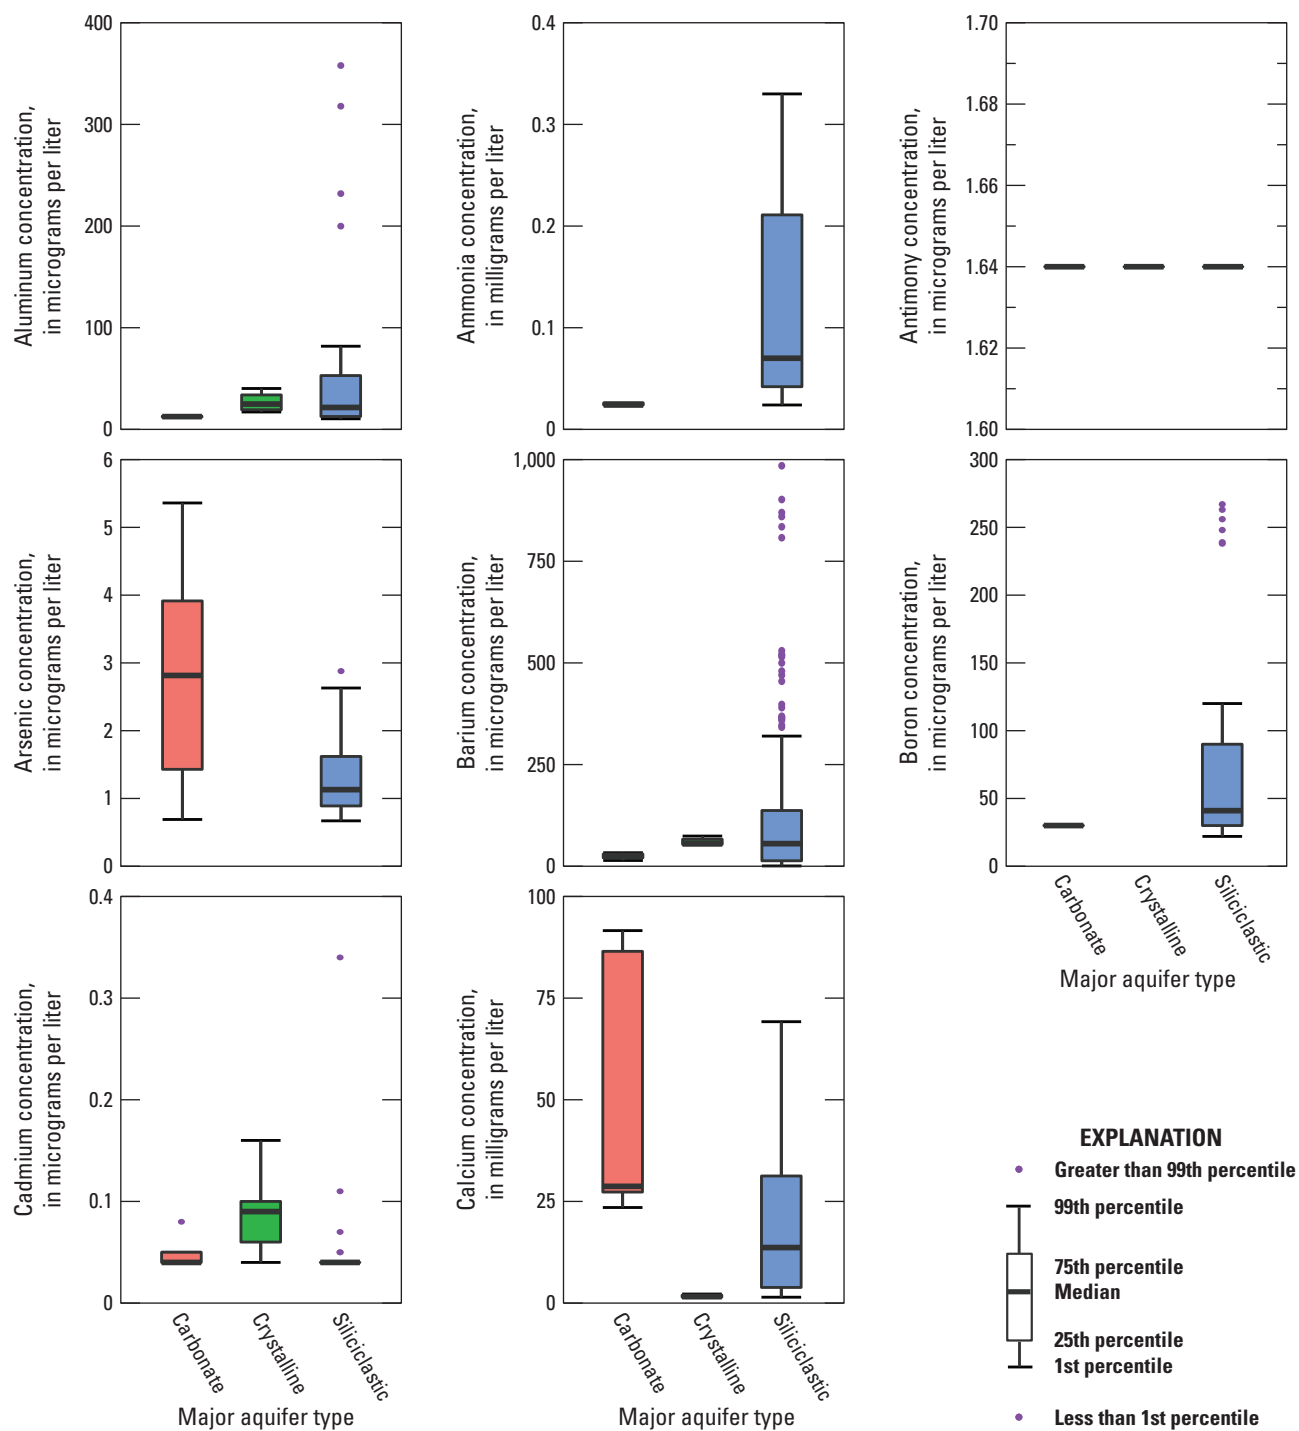 Aluminum concentration,
in micrograms per liter
400
300
200
100
0
Ammonia concentration,
in milligrams per liter
0.4
0.3
0.2
0.1
0
Antimony concentration,
in micrograms per liter
1.70
1.68
1.66
1.64
1.62
1.60
Arsenic concentration,
in micrograms per liter
6
5
4
3
2
1
0
Barium concentration,
in micrograms per liter
1,000
750
500
250
0
Boron concentration,
in micrograms per liter
300
250
200
150
100
50
0
Carbonate
Crystalline
Siliciclastic
Major aquifer type
Cadmium concentration,
in micrograms per liter
0.4
0.3
0.2
0.1
0
Carbonate
Crystalline
Siliciclastic
Major aquifer type
Calcium concentration,
in milligrams per liter
100
75
50
25
0
Carbonate
Crystalline
Siliciclastic
Major aquifer type
EXPLANATION
Greater than 99th percentile
99th percentile
75th percentile
Median
25th percentile
1st percentile
Less than 1st percentile